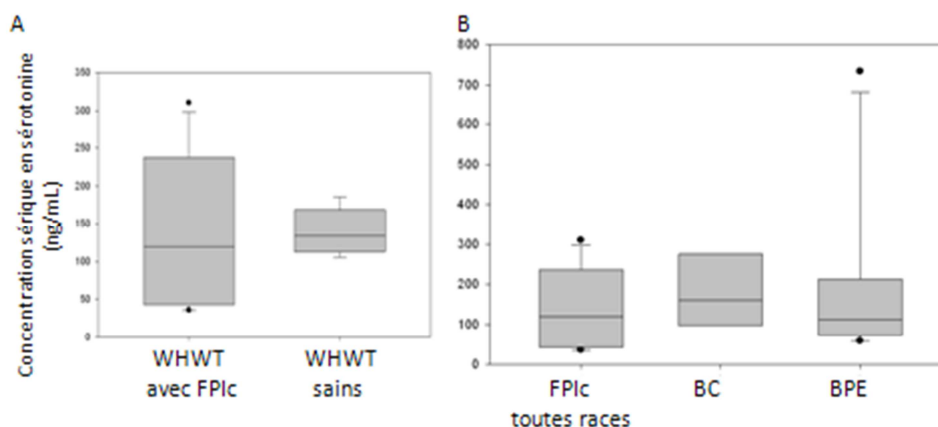 A
B
Concentration sérique en sérotonine
(ng/mL)
350
300
250
200
150
100
50
0
WHWT
avec FPIc
WHWT
sains
800
700
600
500
400
300
200
100
0
FPIc
toutes races
BC
BPE